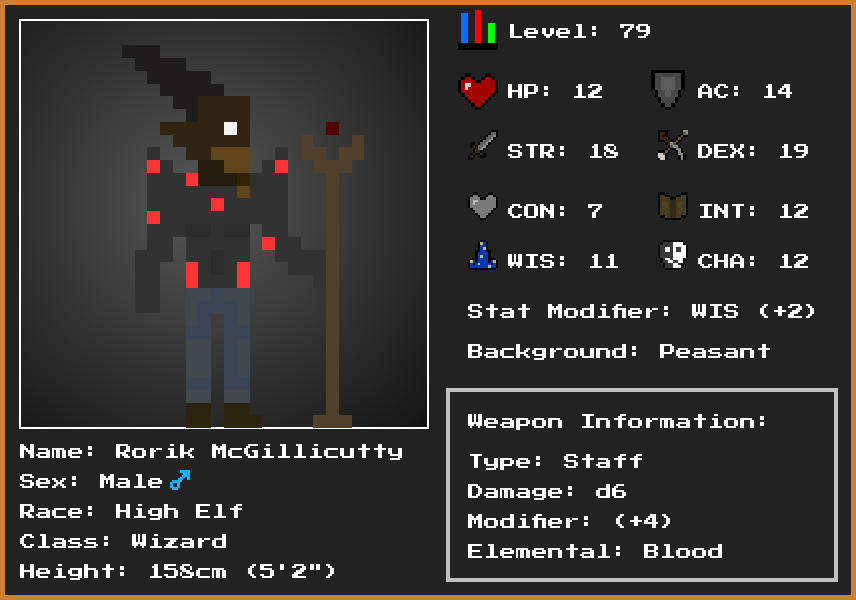 Level: 79
HP: 12 AC: 14
STR: 18 DEX: 19
CON: 7 INT: 12
WIS: 11 CHA: 12
Stat Modifier: WIS (+2)
Background: Peasant
Weapon Information:
Type: Staff
Damage: d6
Modifier: (+4)
Elemental: Blood
Name: Rorik McGillicutty
Sex: Male ♂
Race: High Elf
Class: Wizard
Height: 158cm (5'2")